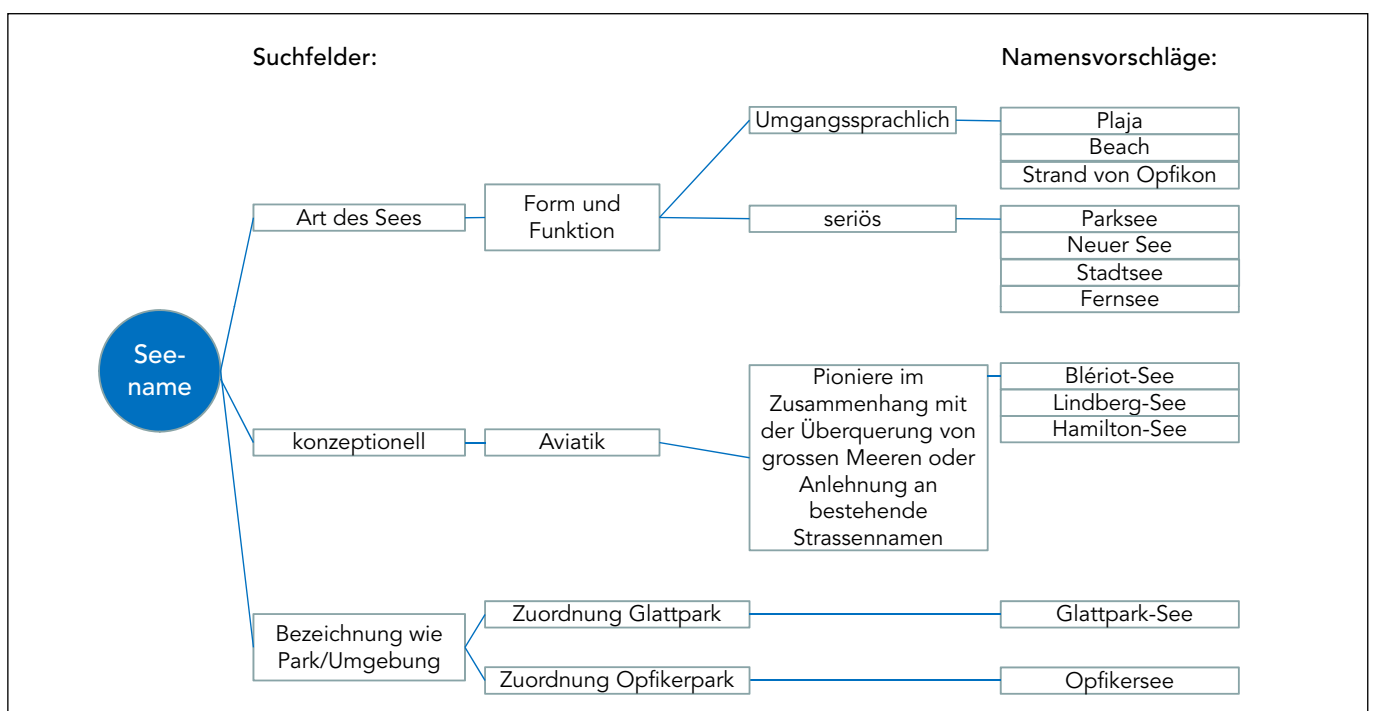 Suchfelder:
Namensvorschläge:
See-
name
Art des Sees
Form und
Funktion
Umgangssprachlich
Plaja
Beach
Strand von Opfikon
seriös
Parksee
Neuer See
Stadtsee
Fernsee
konzeptionell
Aviatik
Pioniere im
Zusammenhang mit
der Überquerung von
grossen Meeren oder
Anlehnung an
bestehende
Strassennamen
Blériot-See
Lindberg-See
Hamilton-See
Bezeichnung wie
Park/Umgebung
Zuordnung Glattpark
Glattpark-See
Zuordnung Opfikerpark
Opfikersee